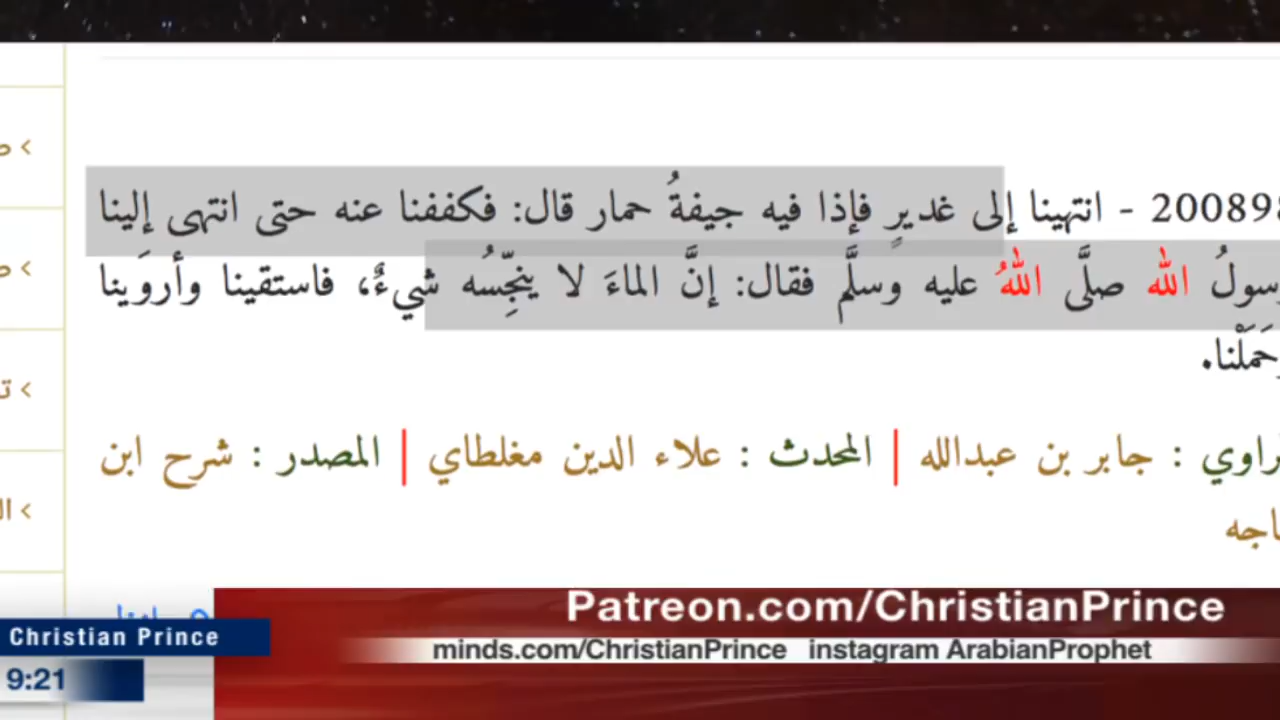 انتهينا إلى غديرٍ فإذا فيه جيفةُ حمار قال: فكففنا عنه حتى انتهى إلينا
رسولُ الله صلَّى اللهُ عليه وسلَّم فقال: إنَّ الماءَ لا ينجِّسُه شيءٌ، فاستقينا وأروَينا
وحَمَلْنا.
الراوي : جابر بن عبدالله | المحدث : علاء الدين مغلطاي | المصدر : شرح ابن
ماجه
Patreon.com/ChristianPrince
Christian Prince
minds.com/ChristianPrince instagram ArabianProphet
9:21